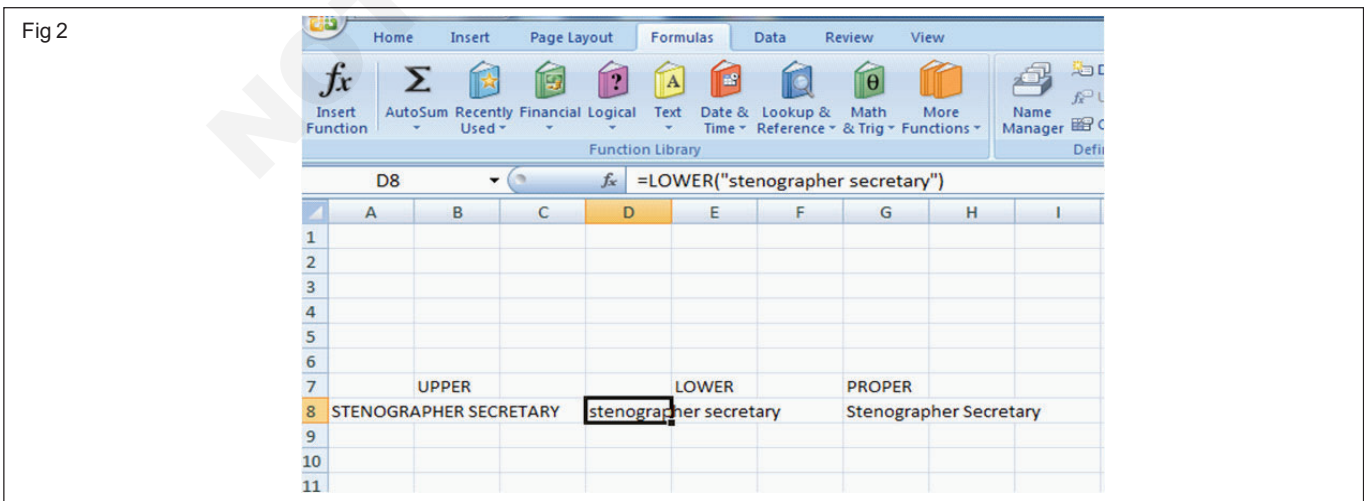 Fig 2
Home Insert Page Layout Formulas Data Review View
fx Σ ? A θ
Insert Function AutoSum Recently Used Financial Logical Text Date & Time Lookup & Reference Math & Trig More Functions Name Manager
Function Library
D8 fx =LOWER("stenographer secretary")
A B C D E F G H I
1
2
3
4
5
6
7 UPPER LOWER PROPER
8 STENOGRAPHER SECRETARY stenographer secretary Stenographer Secretary
9
10
11